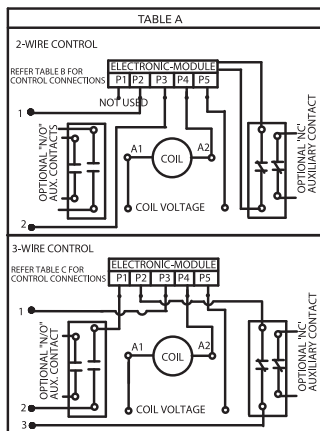 TABLE A
2-WIRE CONTROL
ELECTRONIC-MODULE
REFER TABLE B FOR
CONTROL CONNECTIONS
P1 P2 P3 P4 P5
NOT USED
1
OPTIONAL "N/O"
AUX. CONTACTS
A1
COIL
A2
OPTIONAL 'NC'
AUXILIARY CONTACT
COIL VOLTAGE
2
3-WIRE CONTROL
ELECTRONIC-MODULE
REFER TABLE C FOR
CONTROL CONNECTIONS
P1 P2 P3 P4 P5
1
OPTIONAL "N/O"
AUX. CONTACT
A1
COIL
A2
OPTIONAL 'NC'
AUXILIARY CONTACT
2
COIL VOLTAGE
3